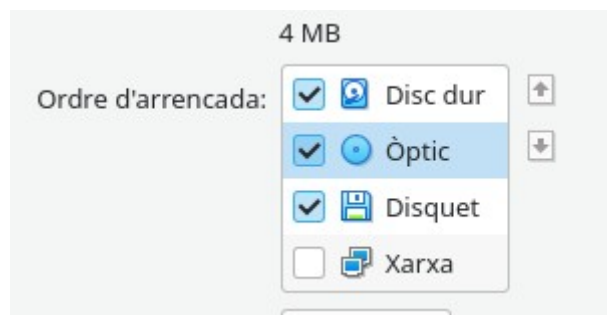 4 MB
Ordre d'arrencada:
Disc dur
Òptic
Disquet
Xarxa